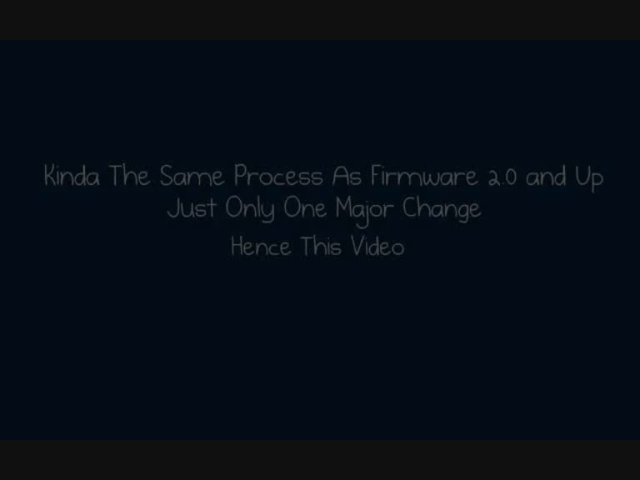 Kinda The Same Process As Firmware 2.0 and Up
Just Only One Major Change
Hence This Video